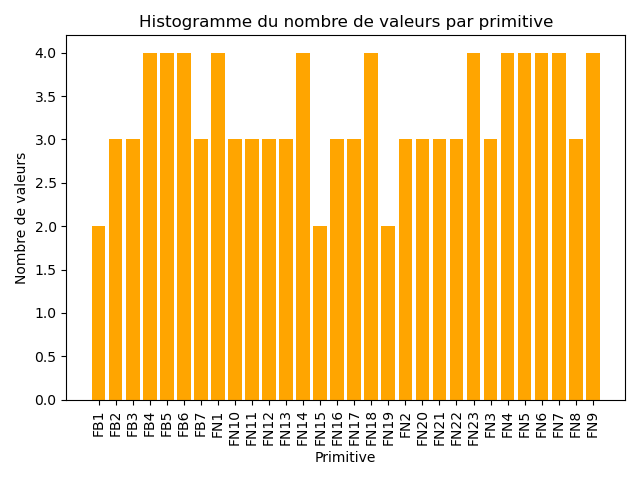 Histogramme du nombre de valeurs par primitive
4.0
3.5
3.0
2.5
2.0
1.5
1.0
0.5
0.0
Nombre de valeurs
FB1
FB2
FB3
FB4
FB5
FB6
FB7
FN1
FN10
FN11
FN12
FN13
FN14
FN15
FN16
FN17
FN18
FN19
FN2
FN20
FN21
FN22
FN23
FN3
FN4
FN5
FN6
FN7
FN8
FN9
Primitive